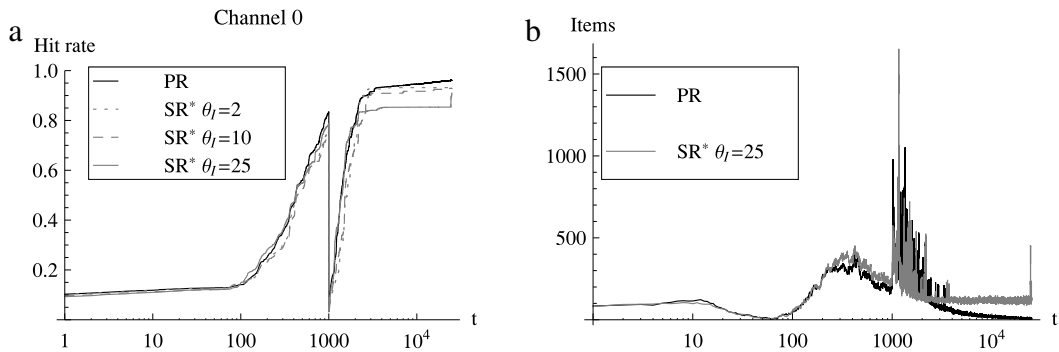 Channel 0
a
Hit rate
1.0
0.8
0.6
0.4
0.2
PR
SR* θI=2
SR* θI=10
SR* θI=25
1 10 100 1000 10^4 t
b
Items
1500
1000
500
PR
SR* θI=25
1 10 100 1000 10^4 t